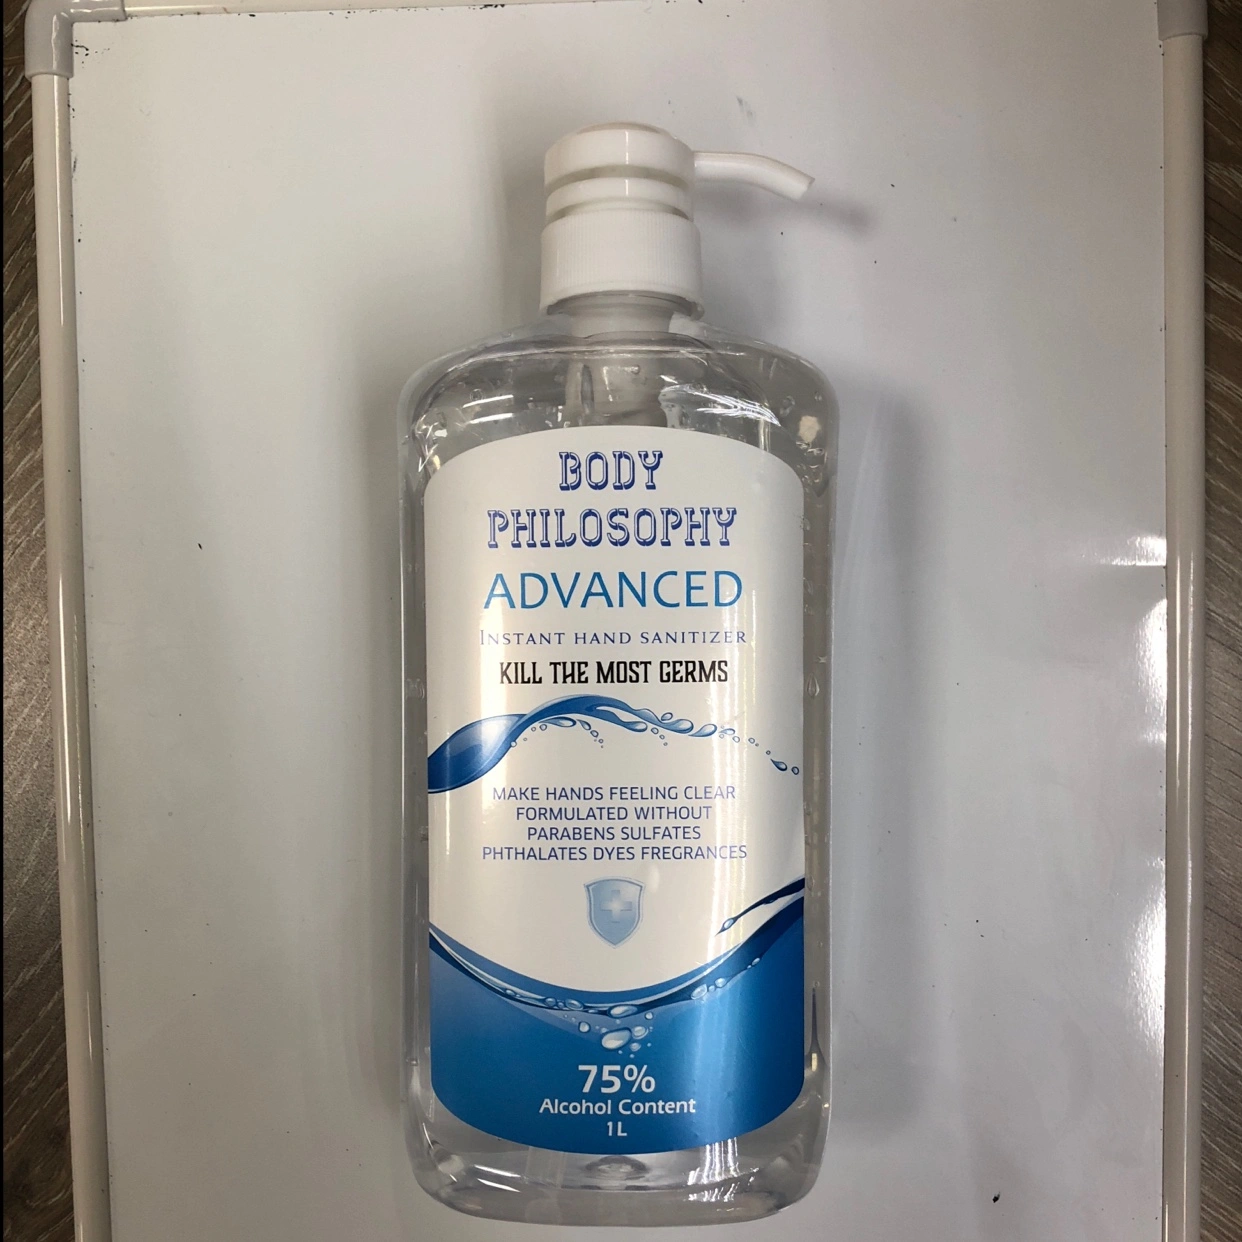 BODY
PHILOSOPHY
ADVANCED
INSTANT HAND SANITIZER
KILL THE MOST GERMS
MAKE HANDS FEELING CLEAR
FORMULATED WITHOUT
PARABENS SULFATES
PHTHALATES DYES FREGRANCES
75%
Alcohol Content
1L